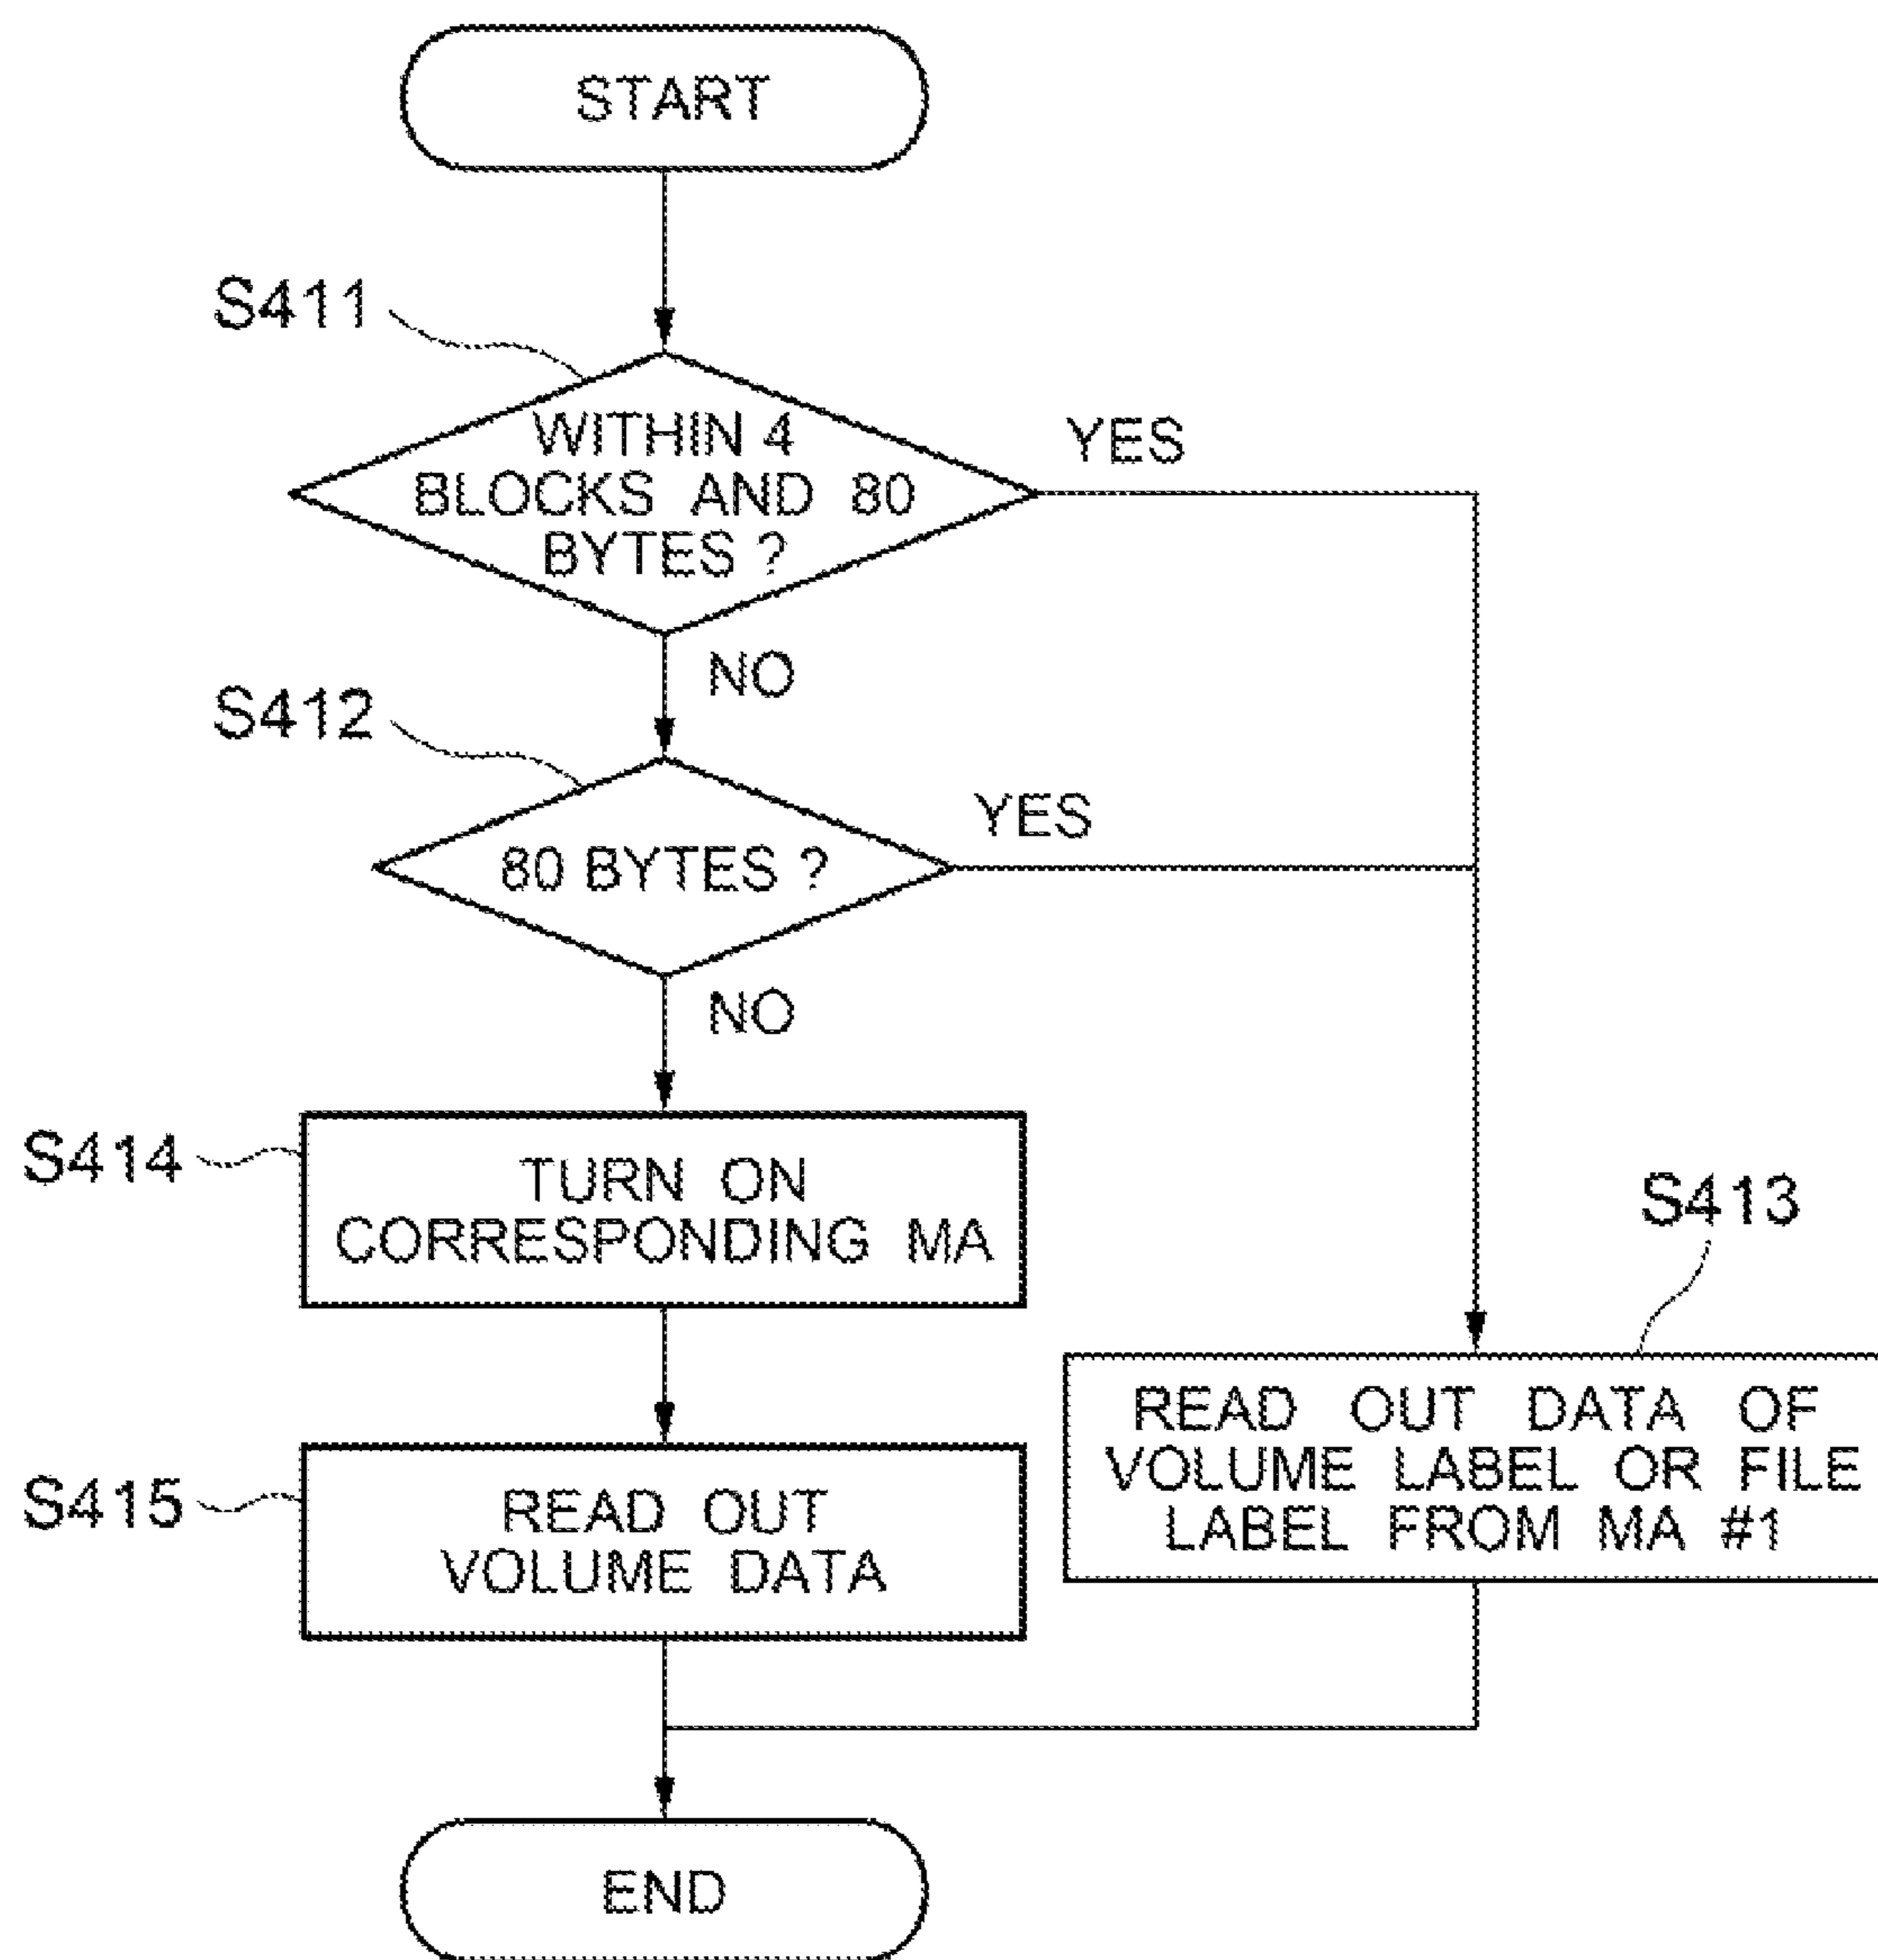 START
S411
WITHIN 4
BLOCKS AND 80
BYTES ?
YES
NO
S412
80 BYTES ?
YES
NO
S414
TURN ON
CORRESPONDING MA
S413
READ OUT DATA OF
VOLUME LABEL OR FILE
LABEL FROM MA #1
S415
READ OUT
VOLUME DATA
END